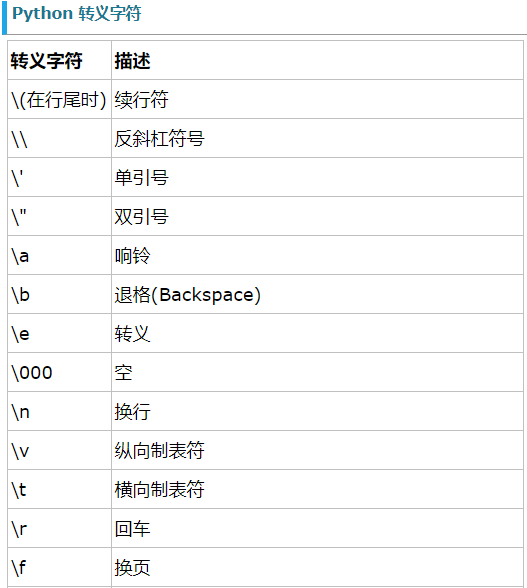 Python 转义字符
转义字符 描述
\(在行尾时) 续行符
\\ 反斜杠符号
\' 单引号
\" 双引号
\a 响铃
\b 退格(Backspace)
\e 转义
\000 空
\n 换行
\v 纵向制表符
\t 横向制表符
\r 回车
\f 换页